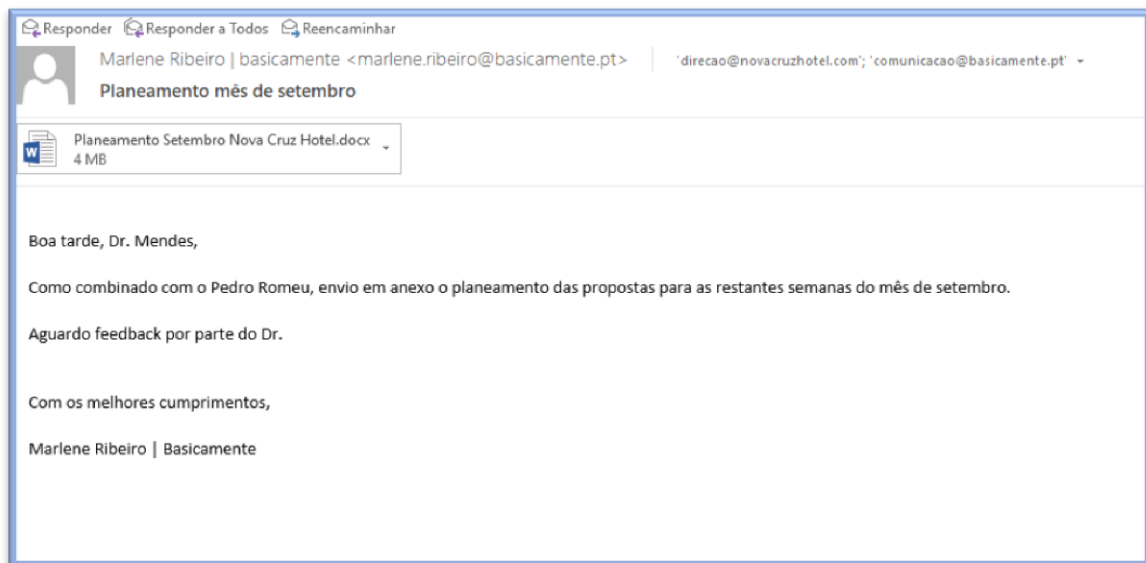 Responder Responder a Todos Reencaminhar
Marlene Ribeiro | basicamente <marlene.ribeiro@basicamente.pt> 'direcao@novacruzhotel.com'; 'comunicacao@basicamente.pt'
Planeamento mês de setembro
Planeamento Setembro Nova Cruz Hotel.docx
4 MB
Boa tarde, Dr. Mendes,
Como combinado com o Pedro Romeu, envio em anexo o planeamento das propostas para as restantes semanas do mês de setembro.
Aguardo feedback por parte do Dr.
Com os melhores cumprimentos,
Marlene Ribeiro | Basicamente